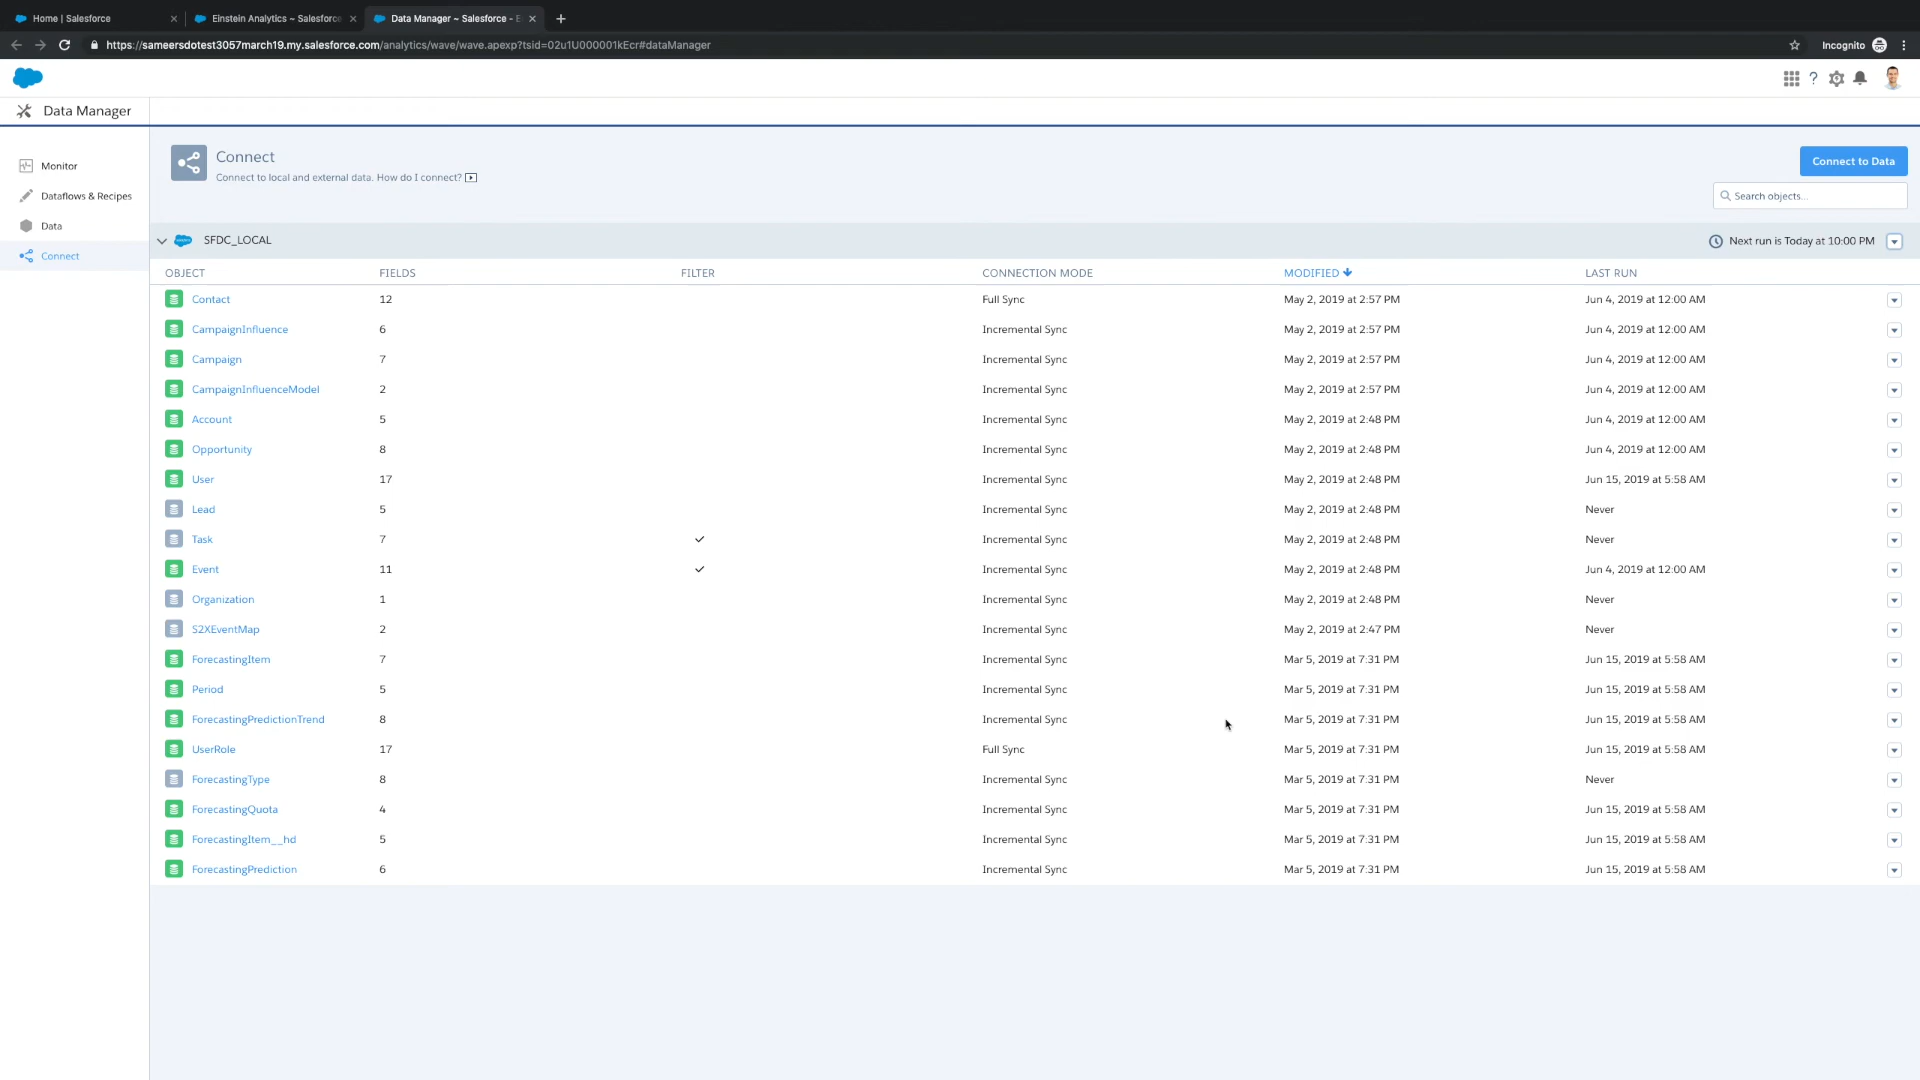 Home | Salesforce
Einstein Analytics ~ Salesforce
Data Manager ~ Salesforce - E
https://sameersdotest3057march19.my.salesforce.com/analytics/wave/wave.apexp?tsid=02u1U000001kEcr#dataManager
Incognito
Data Manager
Monitor
Dataflows & Recipes
Data
Connect
Connect
Connect to local and external data. How do I connect?
Connect to Data
Search objects...
SFDC_LOCAL
Next run is Today at 10:00 PM
OBJECT FIELDS FILTER CONNECTION MODE MODIFIED LAST RUN
Contact 12 Full Sync May 2, 2019 at 2:57 PM Jun 4, 2019 at 12:00 AM
CampaignInfluence 6 Incremental Sync May 2, 2019 at 2:57 PM Jun 4, 2019 at 12:00 AM
Campaign 7 Incremental Sync May 2, 2019 at 2:57 PM Jun 4, 2019 at 12:00 AM
CampaignInfluenceModel 2 Incremental Sync May 2, 2019 at 2:57 PM Jun 4, 2019 at 12:00 AM
Account 5 Incremental Sync May 2, 2019 at 2:48 PM Jun 4, 2019 at 12:00 AM
Opportunity 8 Incremental Sync May 2, 2019 at 2:48 PM Jun 4, 2019 at 12:00 AM
User 17 Incremental Sync May 2, 2019 at 2:48 PM Jun 15, 2019 at 5:58 AM
Lead 5 Incremental Sync May 2, 2019 at 2:48 PM Never
Task 7 ✓ Incremental Sync May 2, 2019 at 2:48 PM Never
Event 11 ✓ Incremental Sync May 2, 2019 at 2:48 PM Jun 4, 2019 at 12:00 AM
Organization 1 Incremental Sync May 2, 2019 at 2:48 PM Never
S2XEventMap 2 Incremental Sync May 2, 2019 at 2:47 PM Never
ForecastingItem 7 Incremental Sync Mar 5, 2019 at 7:31 PM Jun 15, 2019 at 5:58 AM
Period 5 Incremental Sync Mar 5, 2019 at 7:31 PM Jun 15, 2019 at 5:58 AM
ForecastingPredictionTrend 8 Incremental Sync Mar 5, 2019 at 7:31 PM Jun 15, 2019 at 5:58 AM
UserRole 17 Full Sync Mar 5, 2019 at 7:31 PM Jun 15, 2019 at 5:58 AM
ForecastingType 8 Incremental Sync Mar 5, 2019 at 7:31 PM Never
ForecastingQuota 4 Incremental Sync Mar 5, 2019 at 7:31 PM Jun 15, 2019 at 5:58 AM
ForecastingItem__hd 5 Incremental Sync Mar 5, 2019 at 7:31 PM Jun 15, 2019 at 5:58 AM
ForecastingPrediction 6 Incremental Sync Mar 5, 2019 at 7:31 PM Jun 15, 2019 at 5:58 AM